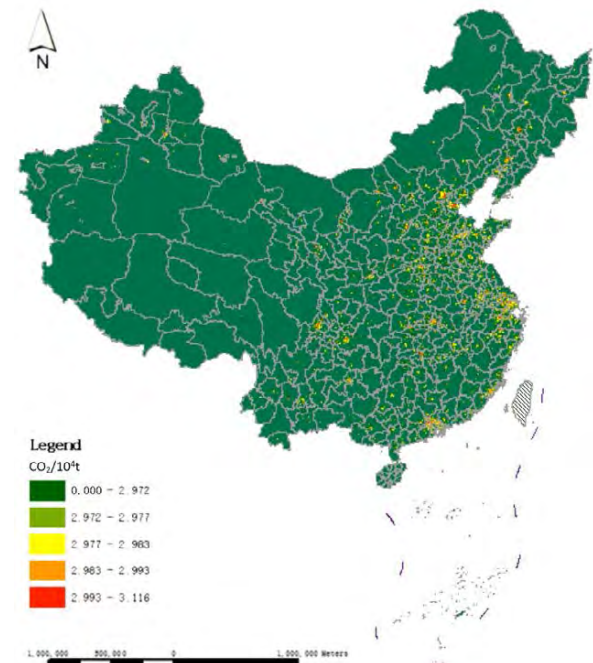 N
Legend
CO₂/10⁴t
0.000 - 2.972
2.972 - 2.977
2.977 - 2.983
2.983 - 2.993
2.993 - 3.116
1,000,000 500,000 0 1,000,000 Meters